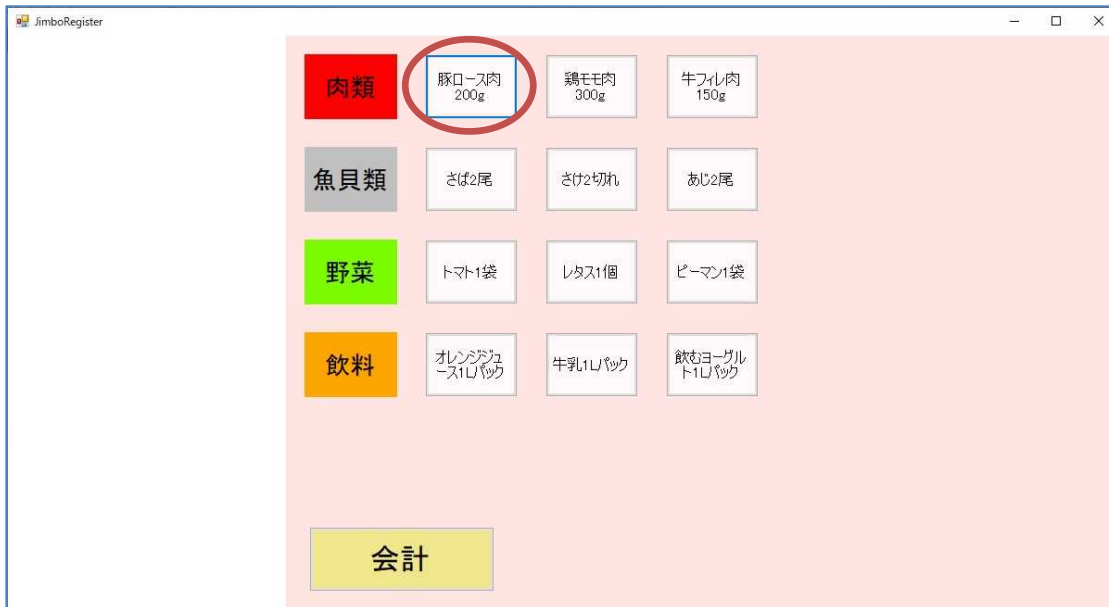 JimboRegister
肉類
豚ロース肉
200g
鶏モモ肉
300g
牛フィレ肉
150g
魚貝類
さば2尾
さけ2切れ
あじ2尾
野菜
トマト1袋
レタス1個
ピーマン1袋
飲料
オレンジジュ
ース1Lパック
牛乳1Lパック
飲むヨーグル
ト1Lパック
会計